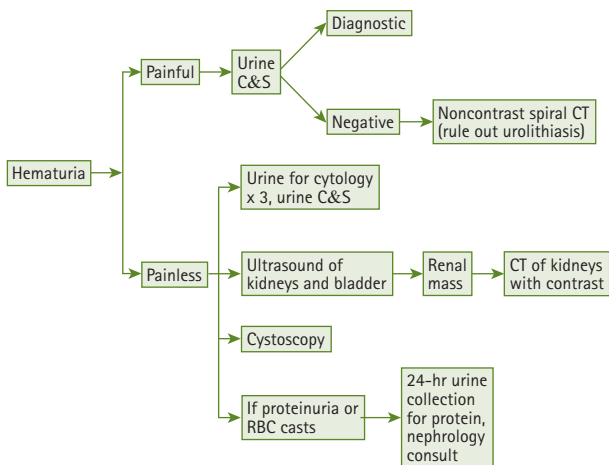 Hematuria
Painful
Urine
C&S
Diagnostic
Negative
Noncontrast spiral CT
(rule out urolithiasis)
Painless
Urine for cytology
x 3, urine C&S
Ultrasound of
kidneys and bladder
Renal
mass
CT of kidneys
with contrast
Cystoscopy
If proteinuria or
RBC casts
24-hr urine
collection
for protein,
nephrology
consult